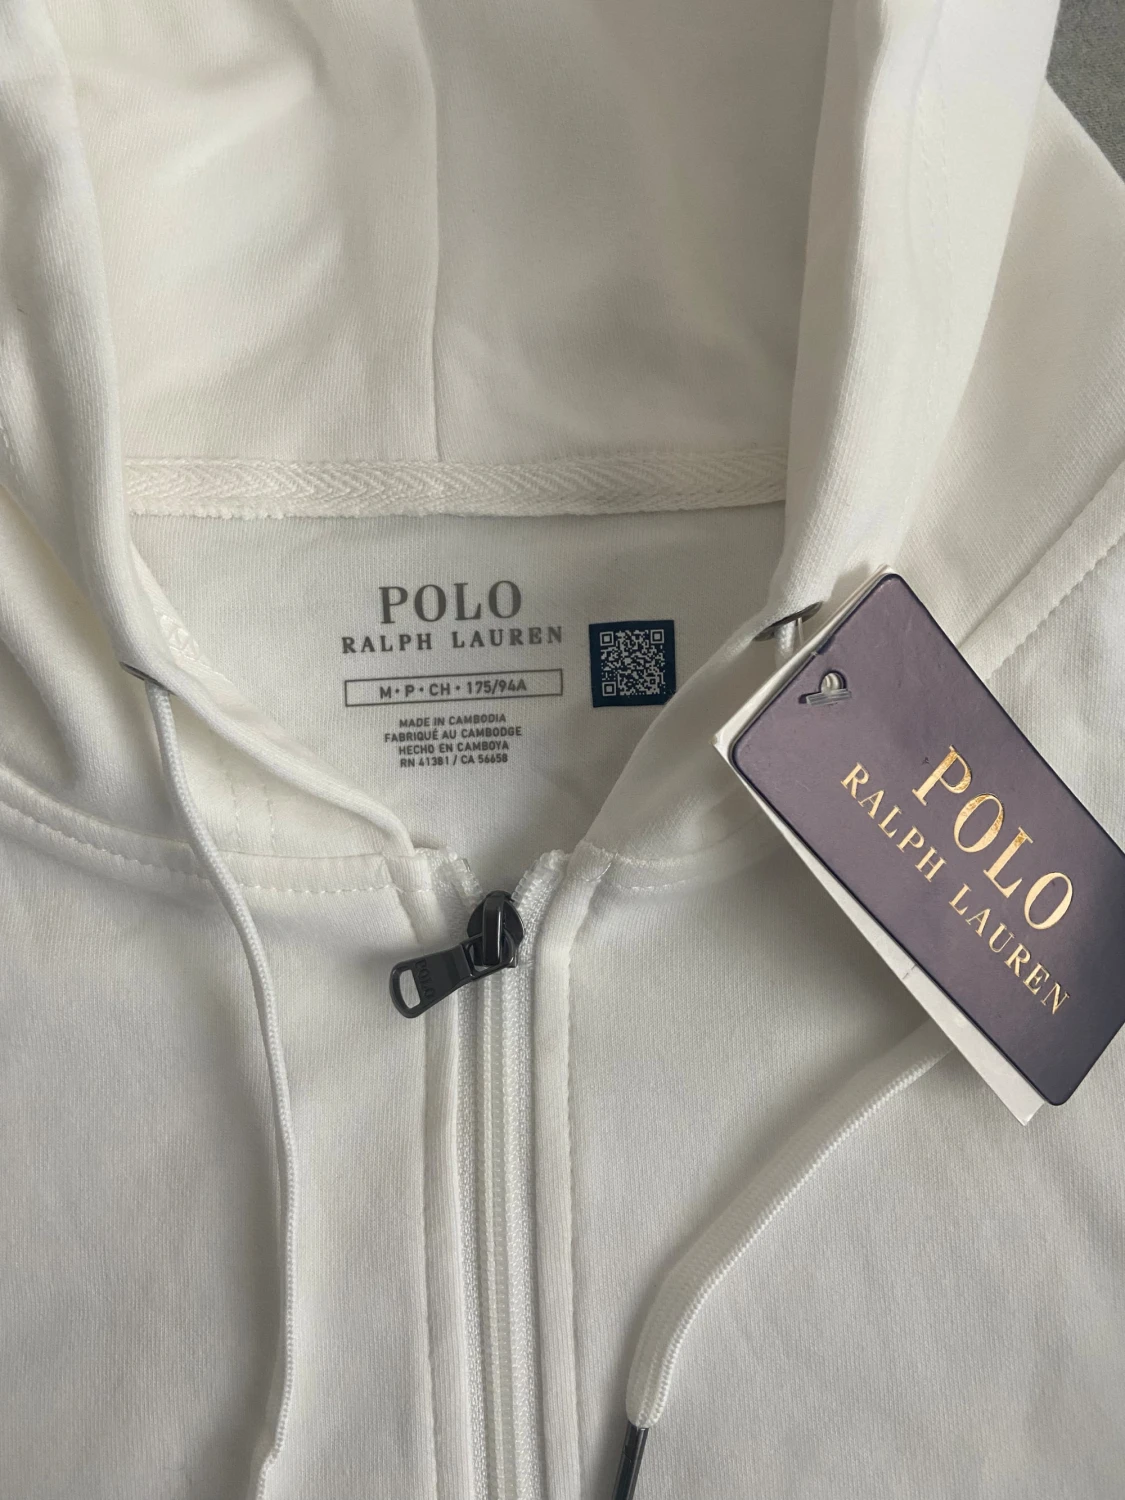 POLO
RALPH LAUREN
M • P • CH • 175/94A
MADE IN CAMBODIA
FABRIQUÉ AU CAMBODGE
HECHO EN CAMBOYA
RN 41381 / CA 56658
POLO
RALPH LAUREN
POLO